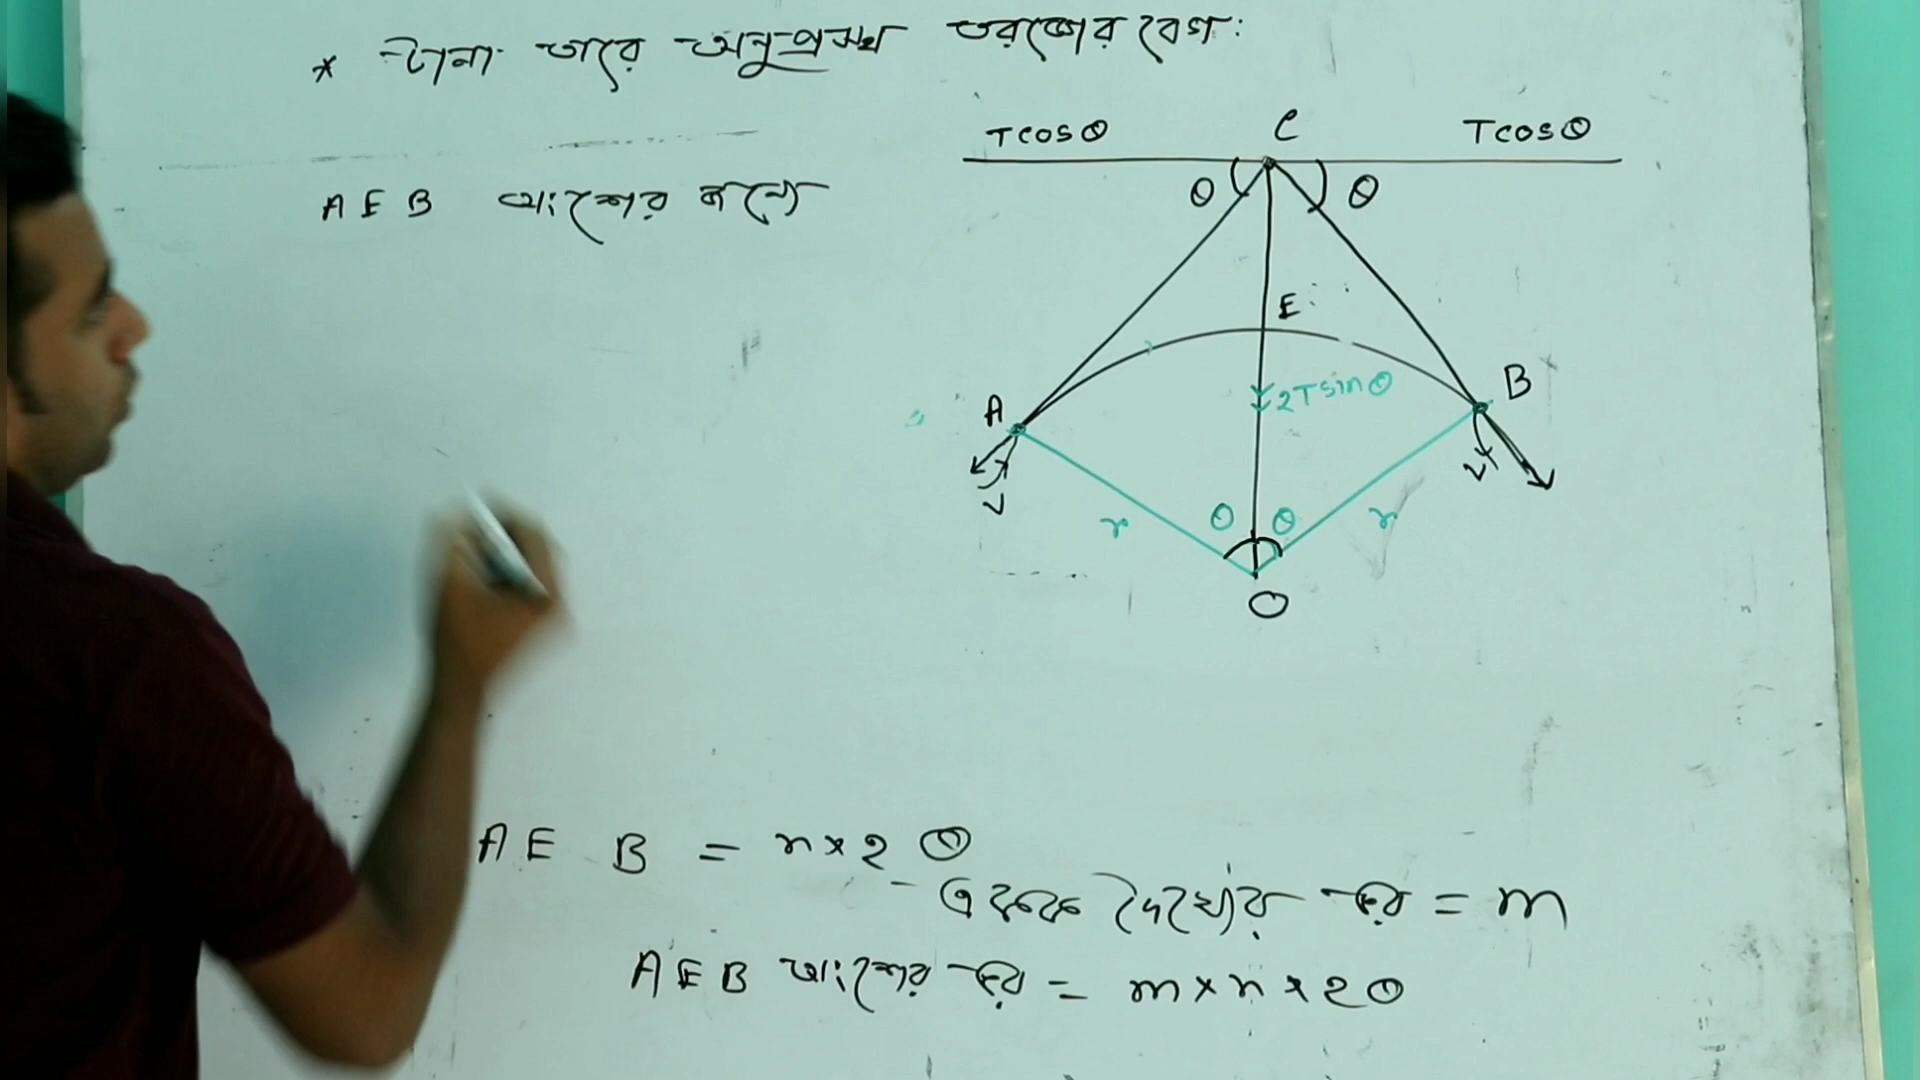 * টানা তারে অনুপ্রস্থ তরঙ্গের বেগ:
Tcosθ C Tcosθ
AEB অংশের জন্যে
θ θ
E
2Tsinθ
A B
r θ θ r
O
AEB = r×2θ
একক দৈর্ঘ্যের ভর = m
AEB অংশের ভর = m×r×2θ